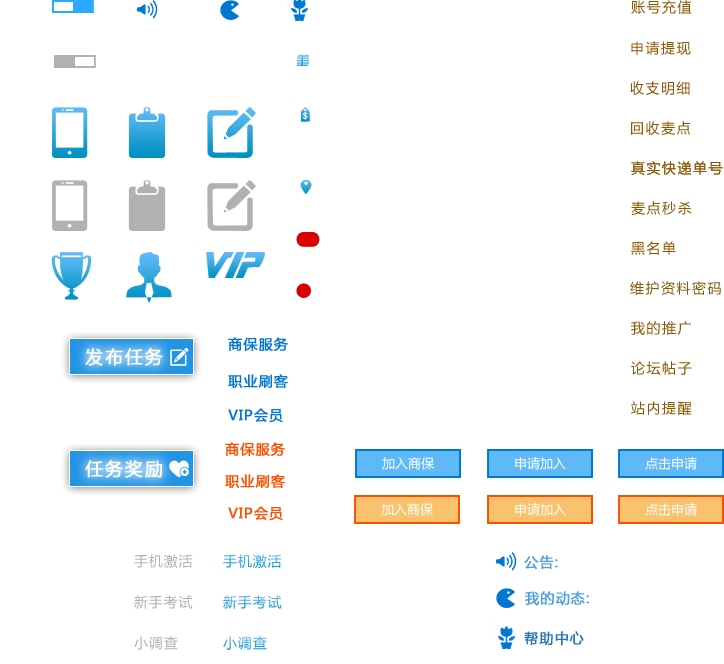 账号充值
申请提现
收支明细
回收麦点
真实快递单号
麦点秒杀
黑名单
VIP
维护资料密码
我的推广
商保服务
发布任务
论坛帖子
职业刷客
站内提醒
VIP会员
商保服务
加入商保
申请加入
点击申请
任务奖励
职业刷客
加入商保
申请加入
点击申请
VIP会员
手机激活
手机激活
公告:
新手考试
新手考试
我的动态:
小调查
小调查
帮助中心